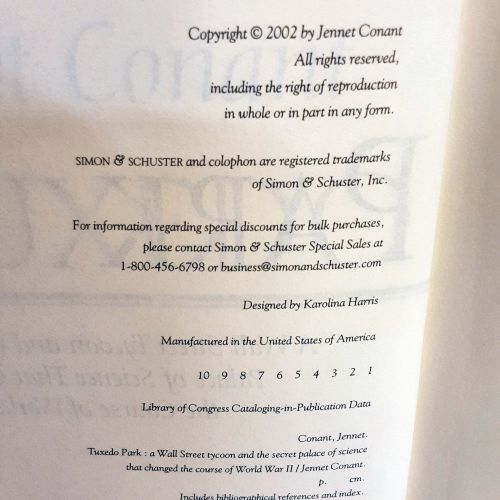 Copyright © 2002 by Jennet Conant
All rights reserved,
including the right of reproduction
in whole or in part in any form.
SIMON & SCHUSTER and colophon are registered trademarks
of Simon & Schuster, Inc.
For information regarding special discounts for bulk purchases,
please contact Simon & Schuster Special Sales at
1-800-456-6798 or business@simonandschuster.com
Designed by Karolina Harris
Manufactured in the United States of America
10 9 8 7 6 5 4 3 2 1
Library of Congress Cataloging-in-Publication Data
Conant, Jennet.
Tuxedo Park : a Wall Street tycoon and the secret palace of science
that changed the course of World War II / Jennet Conant.
p. cm.
Includes bibliographical references and index.